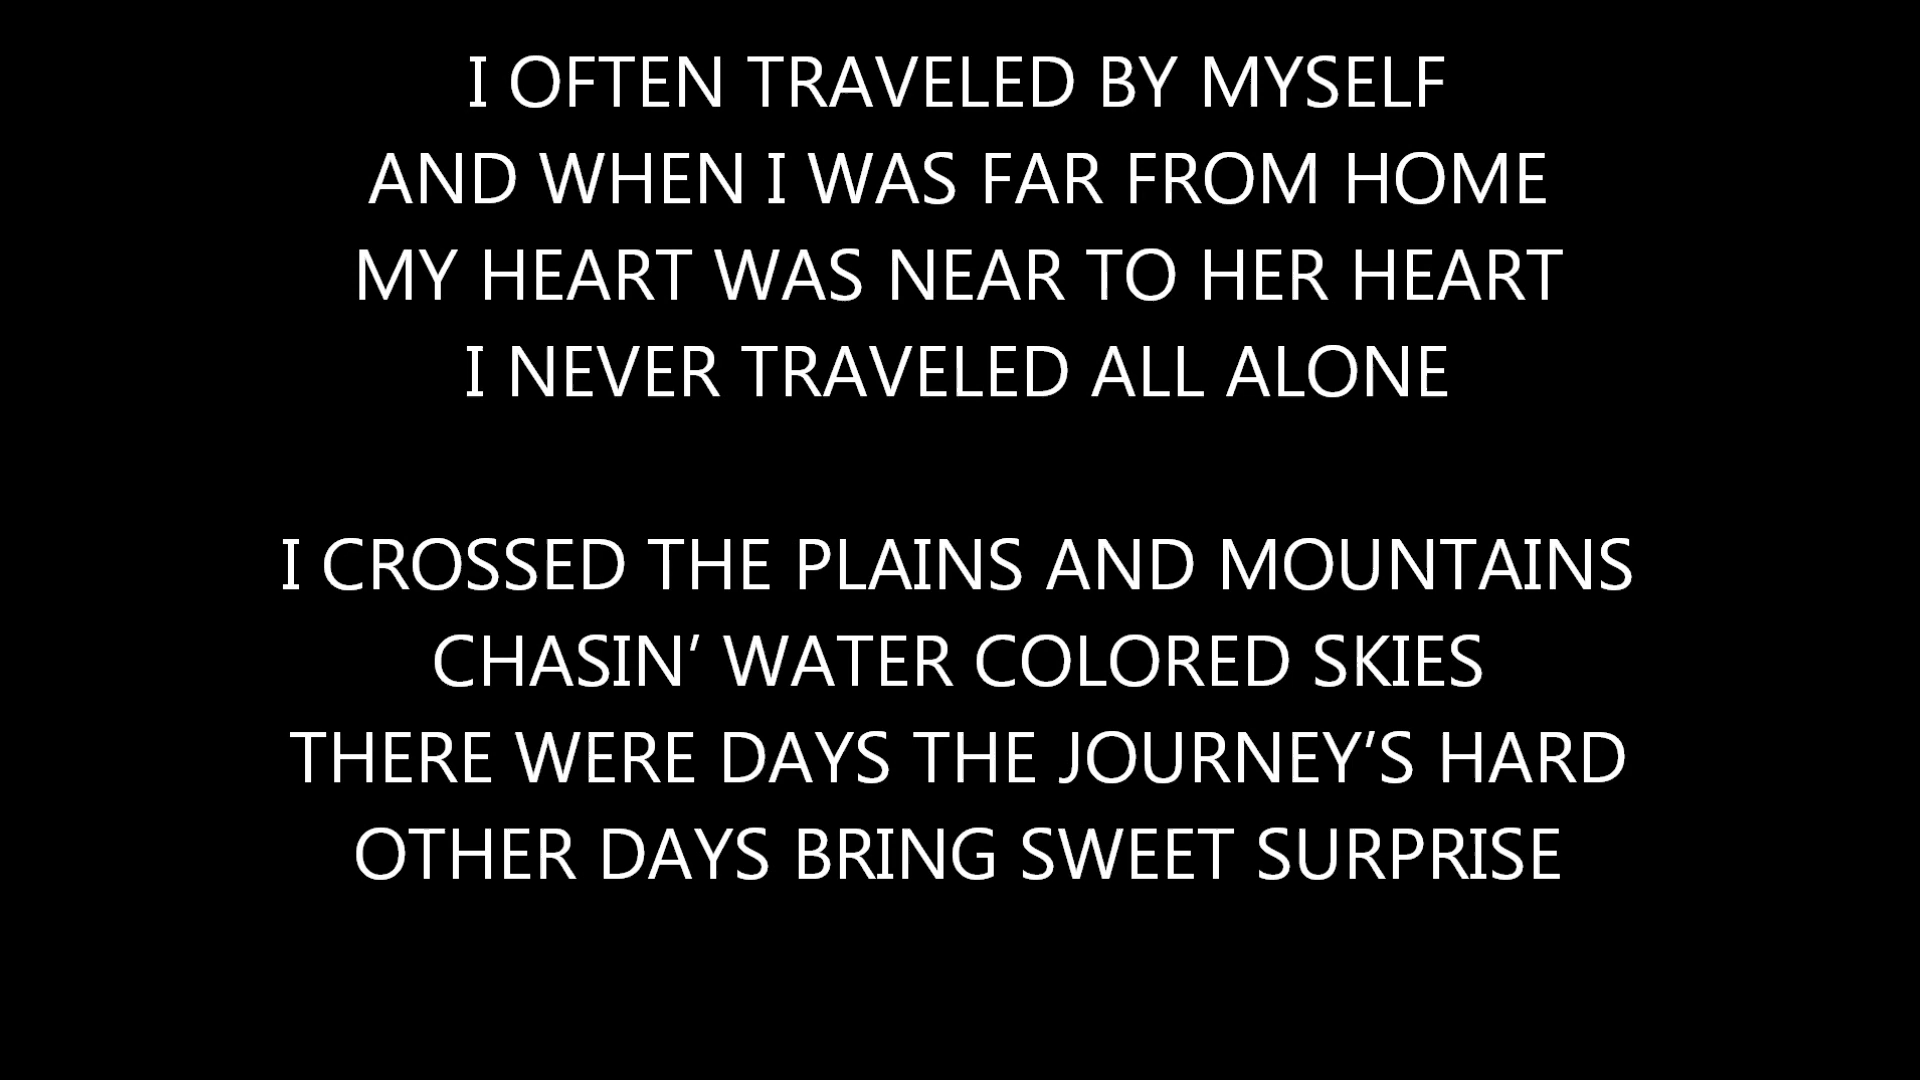 I OFTEN TRAVELED BY MYSELF
AND WHEN I WAS FAR FROM HOME
MY HEART WAS NEAR TO HER HEART
I NEVER TRAVELED ALL ALONE
I CROSSED THE PLAINS AND MOUNTAINS
CHASIN’ WATER COLORED SKIES
THERE WERE DAYS THE JOURNEY’S HARD
OTHER DAYS BRING SWEET SURPRISE